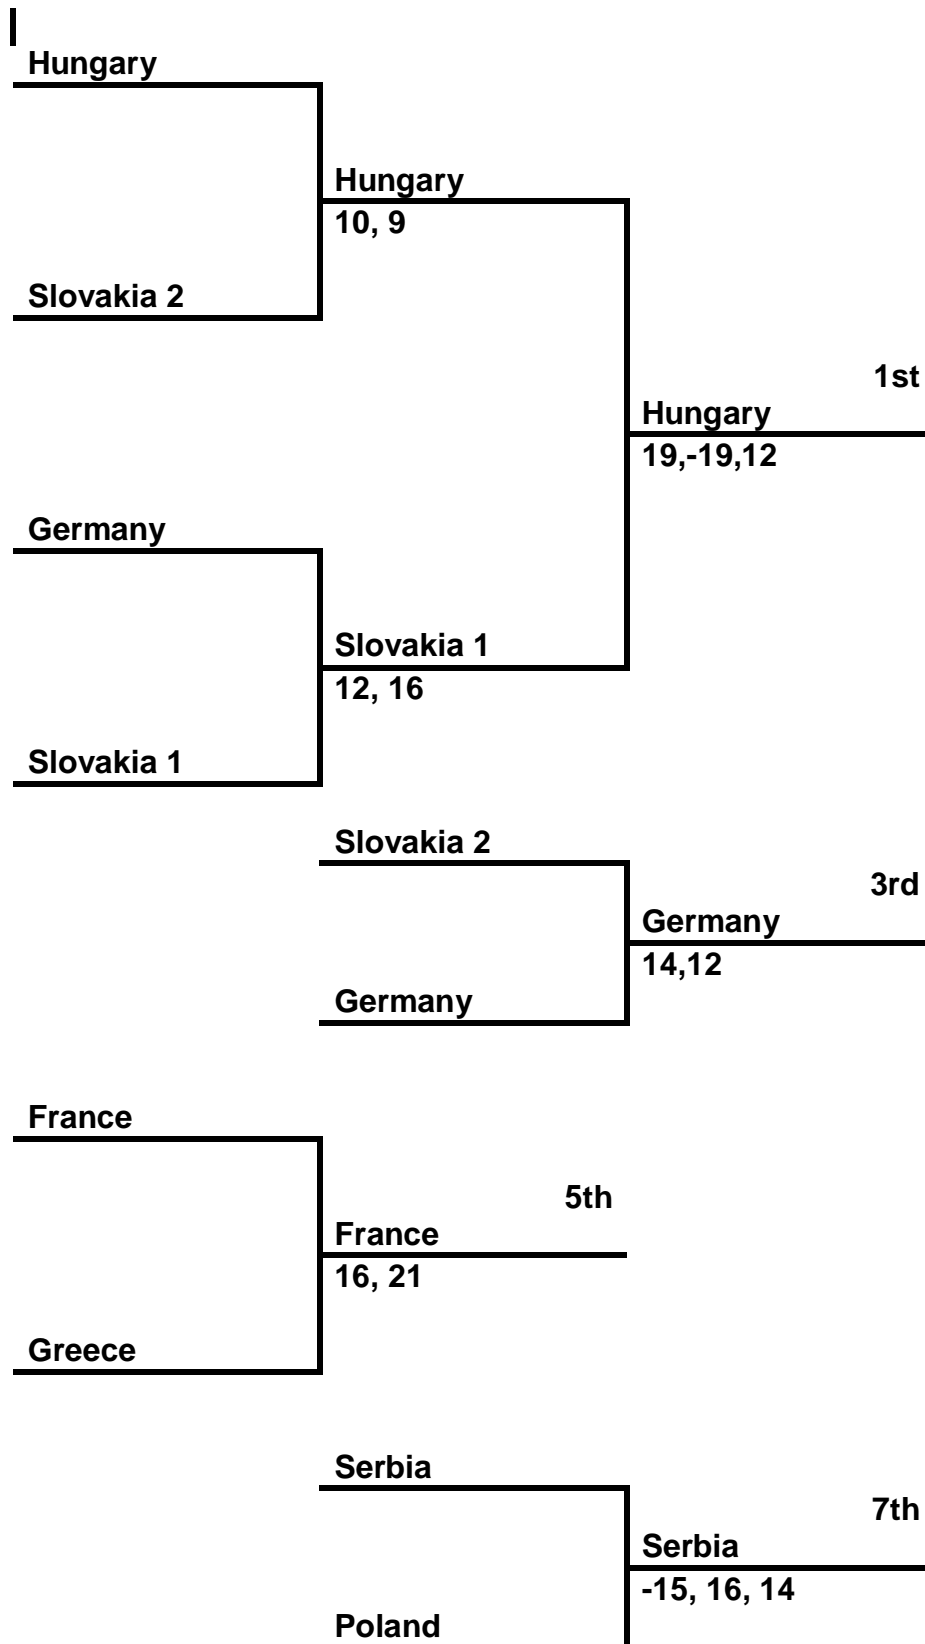 Hungary
Hungary
10, 9
Slovakia 2
1st
Hungary
19,-19,12
Germany
Slovakia 1
12, 16
Slovakia 1
Slovakia 2
3rd
Germany
14,12
Germany
France
5th
France
16, 21
Greece
Serbia
7th
Serbia
-15, 16, 14
Poland